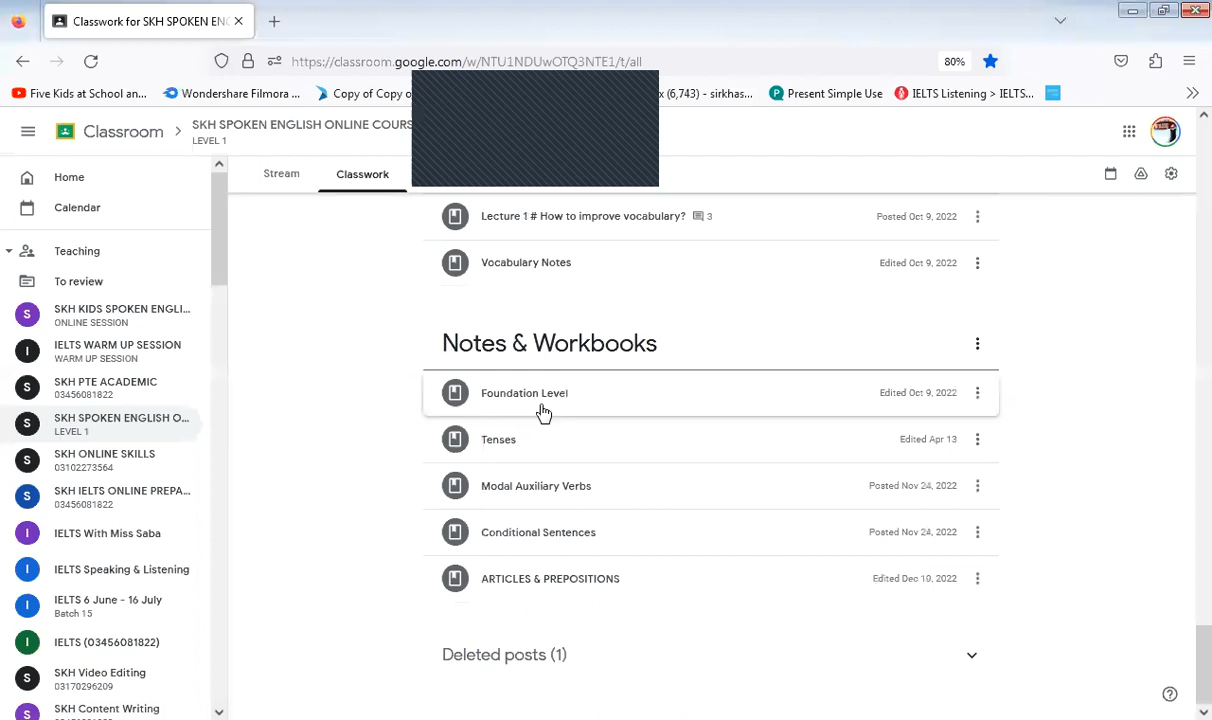 Classwork for SKH SPOKEN ENG
https://classroom.google.com/w/NTU1NDUwOTQ3NTE1/t/all
80%
Five Kids at School an...
Wondershare Filmora ...
Copy of Copy o
x (6,743) - sirkhas...
Present Simple Use
IELTS Listening > IELTS...
Classroom
SKH SPOKEN ENGLISH ONLINE COURS
LEVEL 1
Stream
Classwork
Home
Calendar
Teaching
To review
S
SKH KIDS SPOKEN ENGLI...
ONLINE SESSION
I
IELTS WARM UP SESSION
WARM UP SESSION
S
SKH PTE ACADEMIC
03456081822
S
SKH SPOKEN ENGLISH O...
LEVEL 1
S
SKH ONLINE SKILLS
03102273564
S
SKH IELTS ONLINE PREPA...
03456081822
I
IELTS With Miss Saba
I
IELTS Speaking & Listening
I
IELTS 6 June - 16 July
Batch 15
I
IELTS (03456081822)
S
SKH Video Editing
03170296209
S
SKH Content Writing
Lecture 1 # How to improve vocabulary? 3
Posted Oct 9, 2022
Vocabulary Notes
Edited Oct 9, 2022
Notes & Workbooks
Foundation Level
Edited Oct 9, 2022
Tenses
Edited Apr 13
Modal Auxiliary Verbs
Posted Nov 24, 2022
Conditional Sentences
Posted Nov 24, 2022
ARTICLES & PREPOSITIONS
Edited Dec 10, 2022
Deleted posts (1)